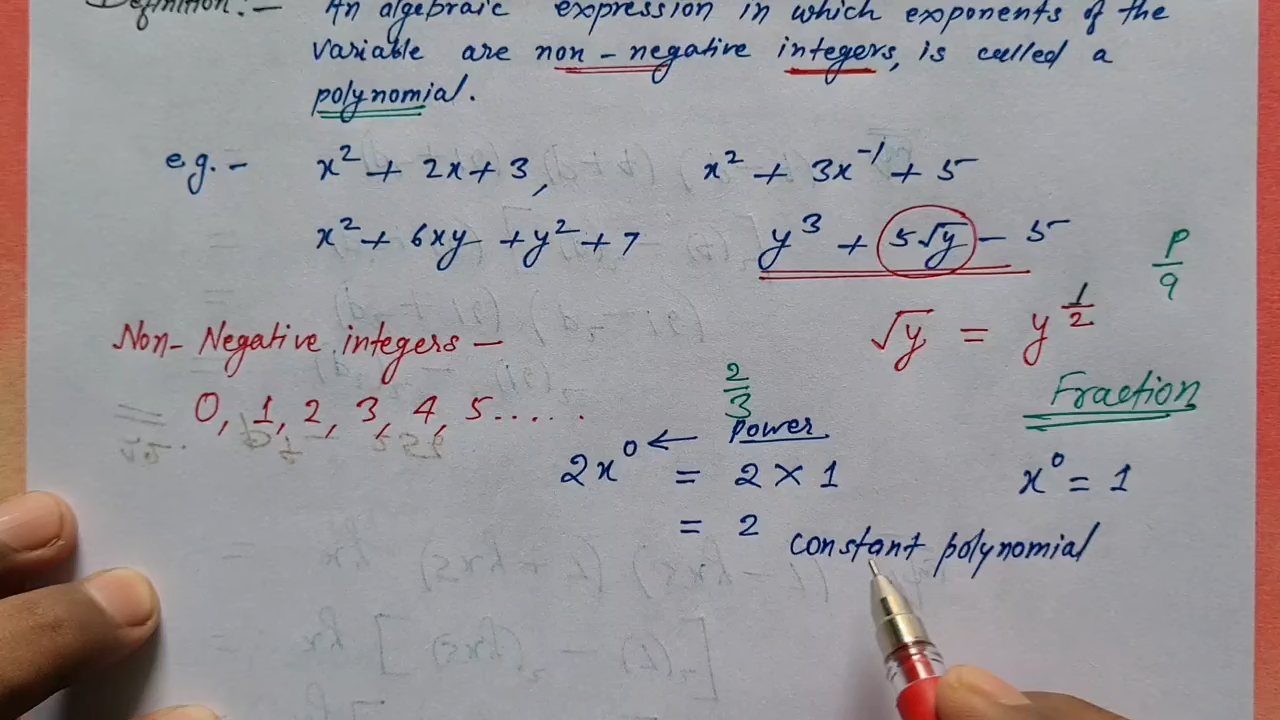 Definition:- An algebraic expression in which exponents of the
variable are non-negative integers, is called a
polynomial.
e.g.- x² + 2x + 3, x² + 3x⁻¹ + 5
x² + 6xy + y² + 7 y³ + 5√y - 5
p/q
√y = y^1/2
Non-Negative integers -
Fraction
0, 1, 2, 3, 4, 5......
2/3
Power
2x⁰ ← = 2 × 1 x⁰ = 1
= 2 constant polynomial